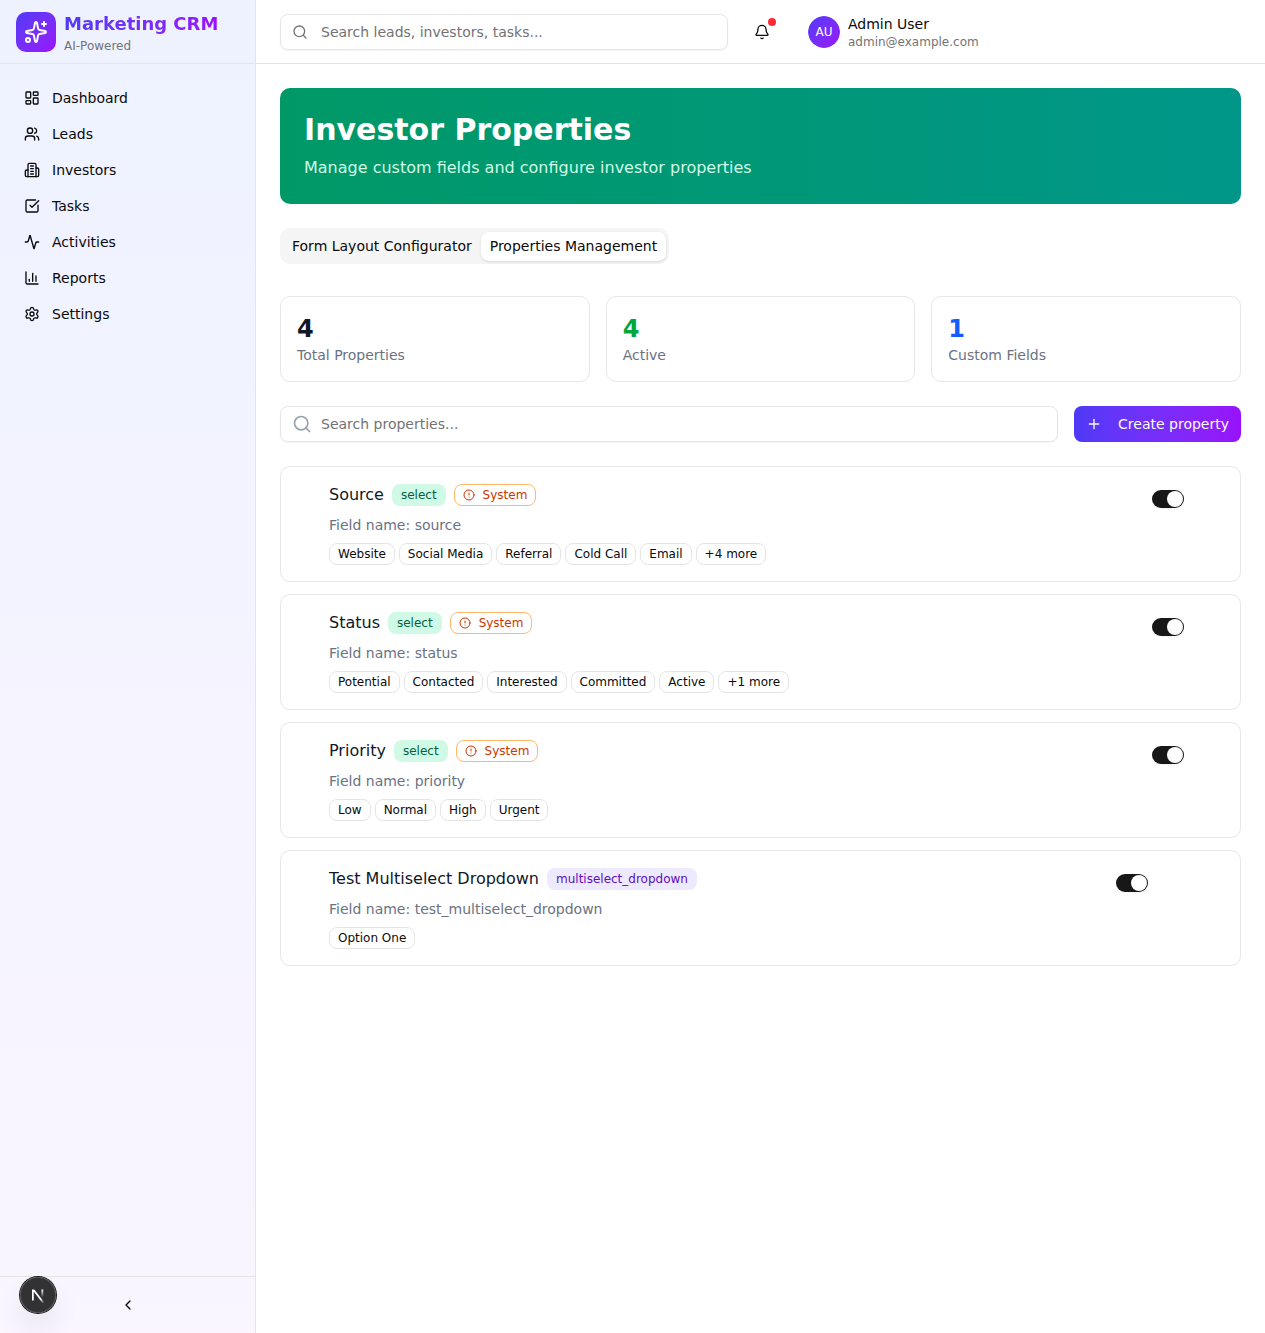 Marketing CRM
AI-Powered
Search leads, investors, tasks...
AU
Admin User
admin@example.com
Dashboard
Leads
Investors
Tasks
Activities
Reports
Settings
Investor Properties
Manage custom fields and configure investor properties
Form Layout Configurator
Properties Management
4
Total Properties
4
Active
1
Custom Fields
Search properties...
Create property
Source select System
Field name: source
Website Social Media Referral Cold Call Email +4 more
Status select System
Field name: status
Potential Contacted Interested Committed Active +1 more
Priority select System
Field name: priority
Low Normal High Urgent
Test Multiselect Dropdown multiselect_dropdown
Field name: test_multiselect_dropdown
Option One
N